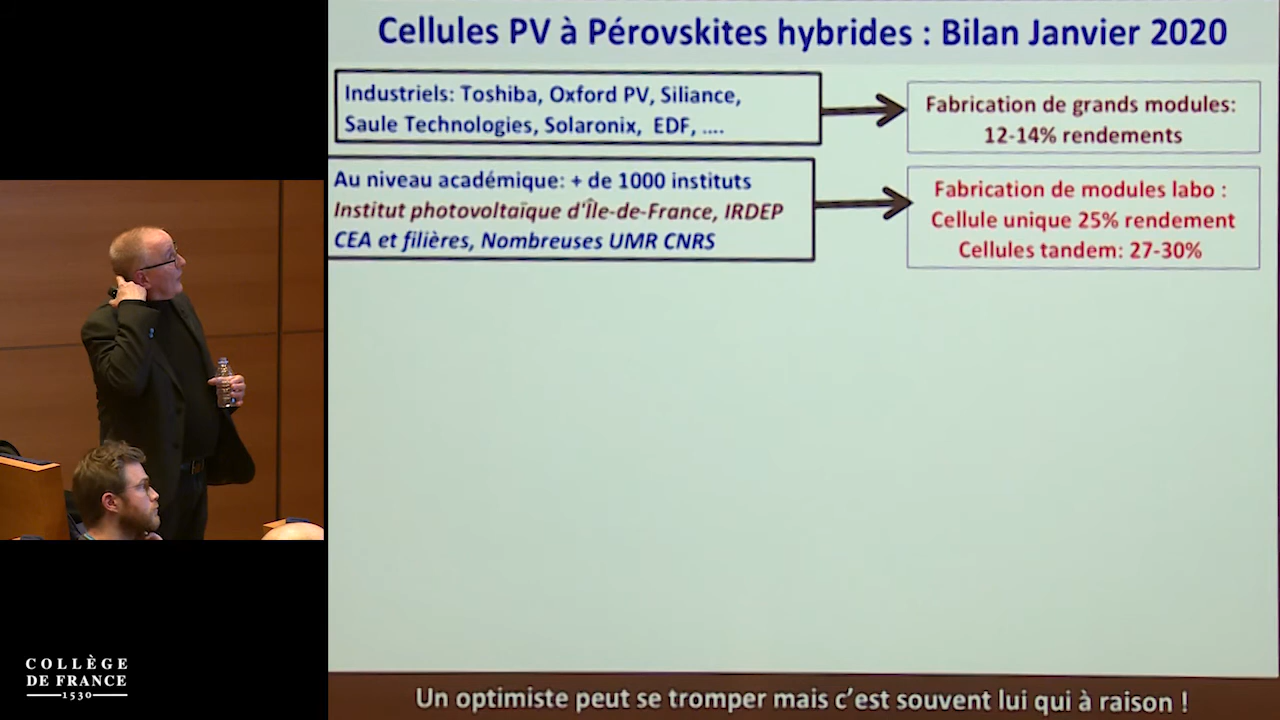 Cellules PV à Pérovskites hybrides : Bilan Janvier 2020
Industriels: Toshiba, Oxford PV, Siliance,
Saule Technologies, Solaronix, EDF, ....
Fabrication de grands modules:
12-14% rendements
Au niveau académique: + de 1000 instituts
Institut photovoltaïque d'Île-de-France, IRDEP
CEA et filières, Nombreuses UMR CNRS
Fabrication de modules labo :
Cellule unique 25% rendement
Cellules tandem: 27-30%
Un optimiste peut se tromper mais c'est souvent lui qui à raison !
COLLÈGE
DE FRANCE
1530